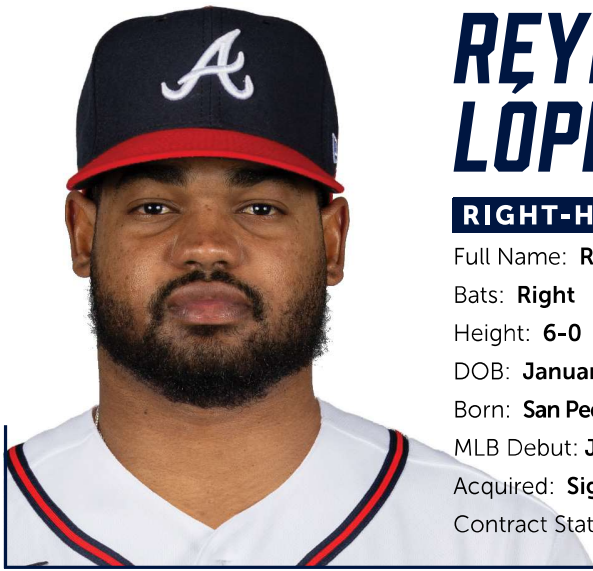 REY
LÓP
RIGHT-H
Full Name: R
Bats: Right
Height: 6-0
DOB: Januar
Born: San Pe
MLB Debut: J
Acquired: Sig
Contract Stat